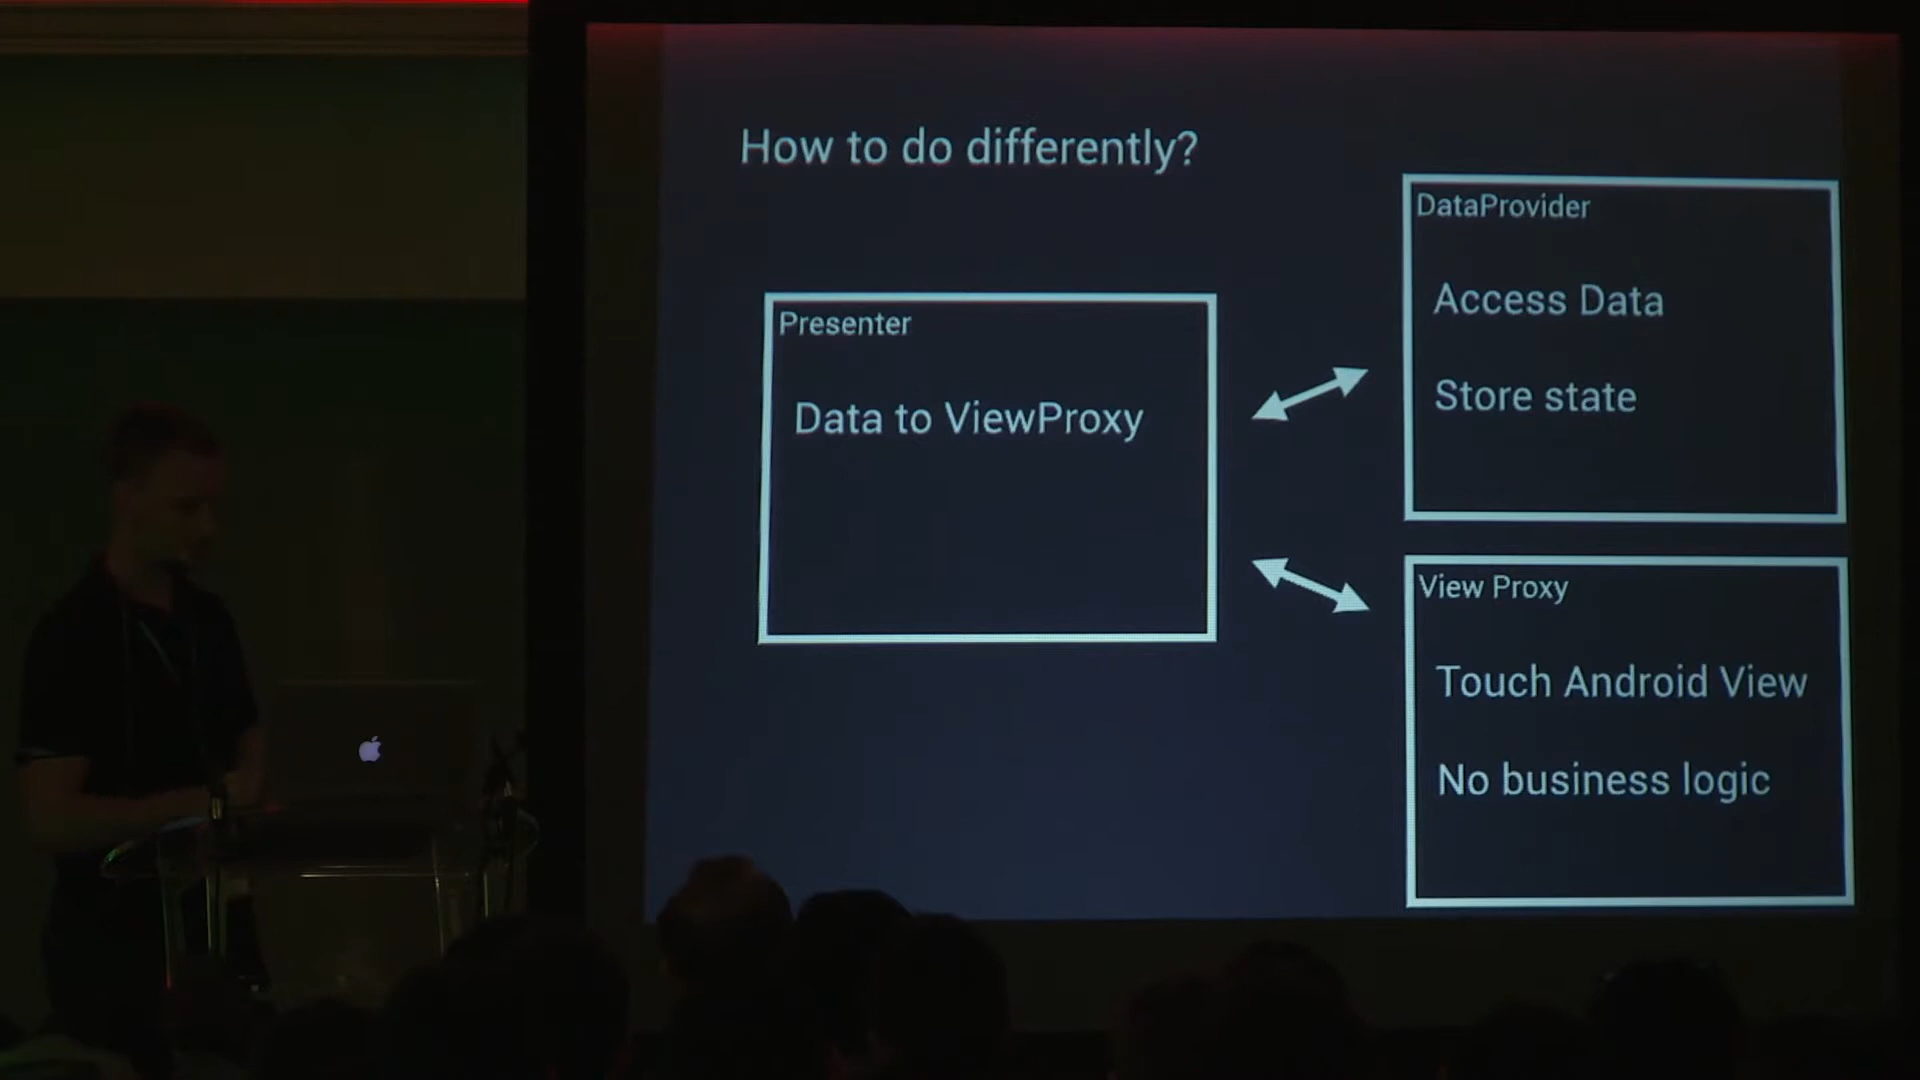 How to do differently?
Presenter
Data to ViewProxy
DataProvider
Access Data
Store state
View Proxy
Touch Android View
No business logic